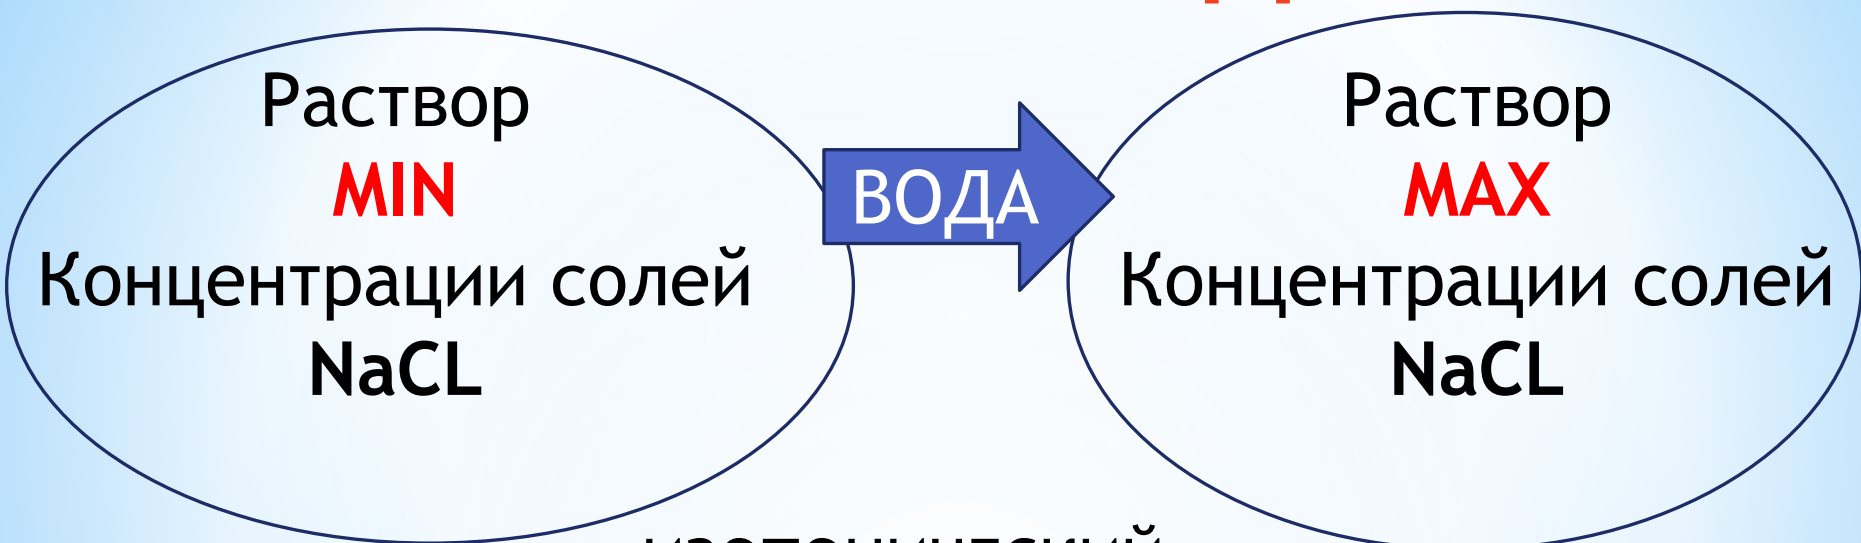 Раствор
MIN
Концентрации солей
NaCL
ВОДА
Раствор
MAX
Концентрации солей
NaCL